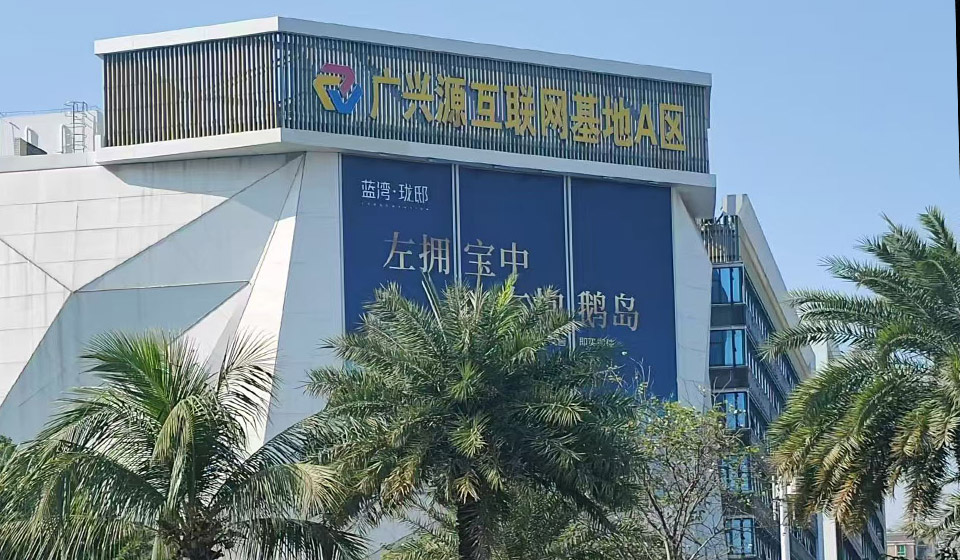 广兴源互联网基地A区
蓝湾·珑邸
左拥宝中
鹅岛